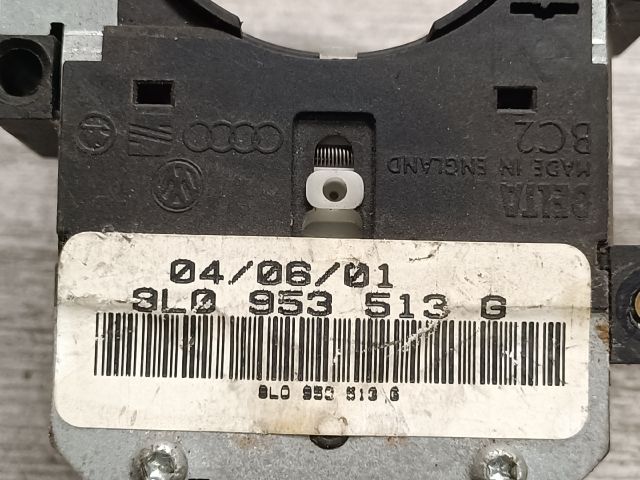 BC2
MADE IN ENGLAND
DELTA
04/06/01
8L0 953 513 G
8L0 953 513 G